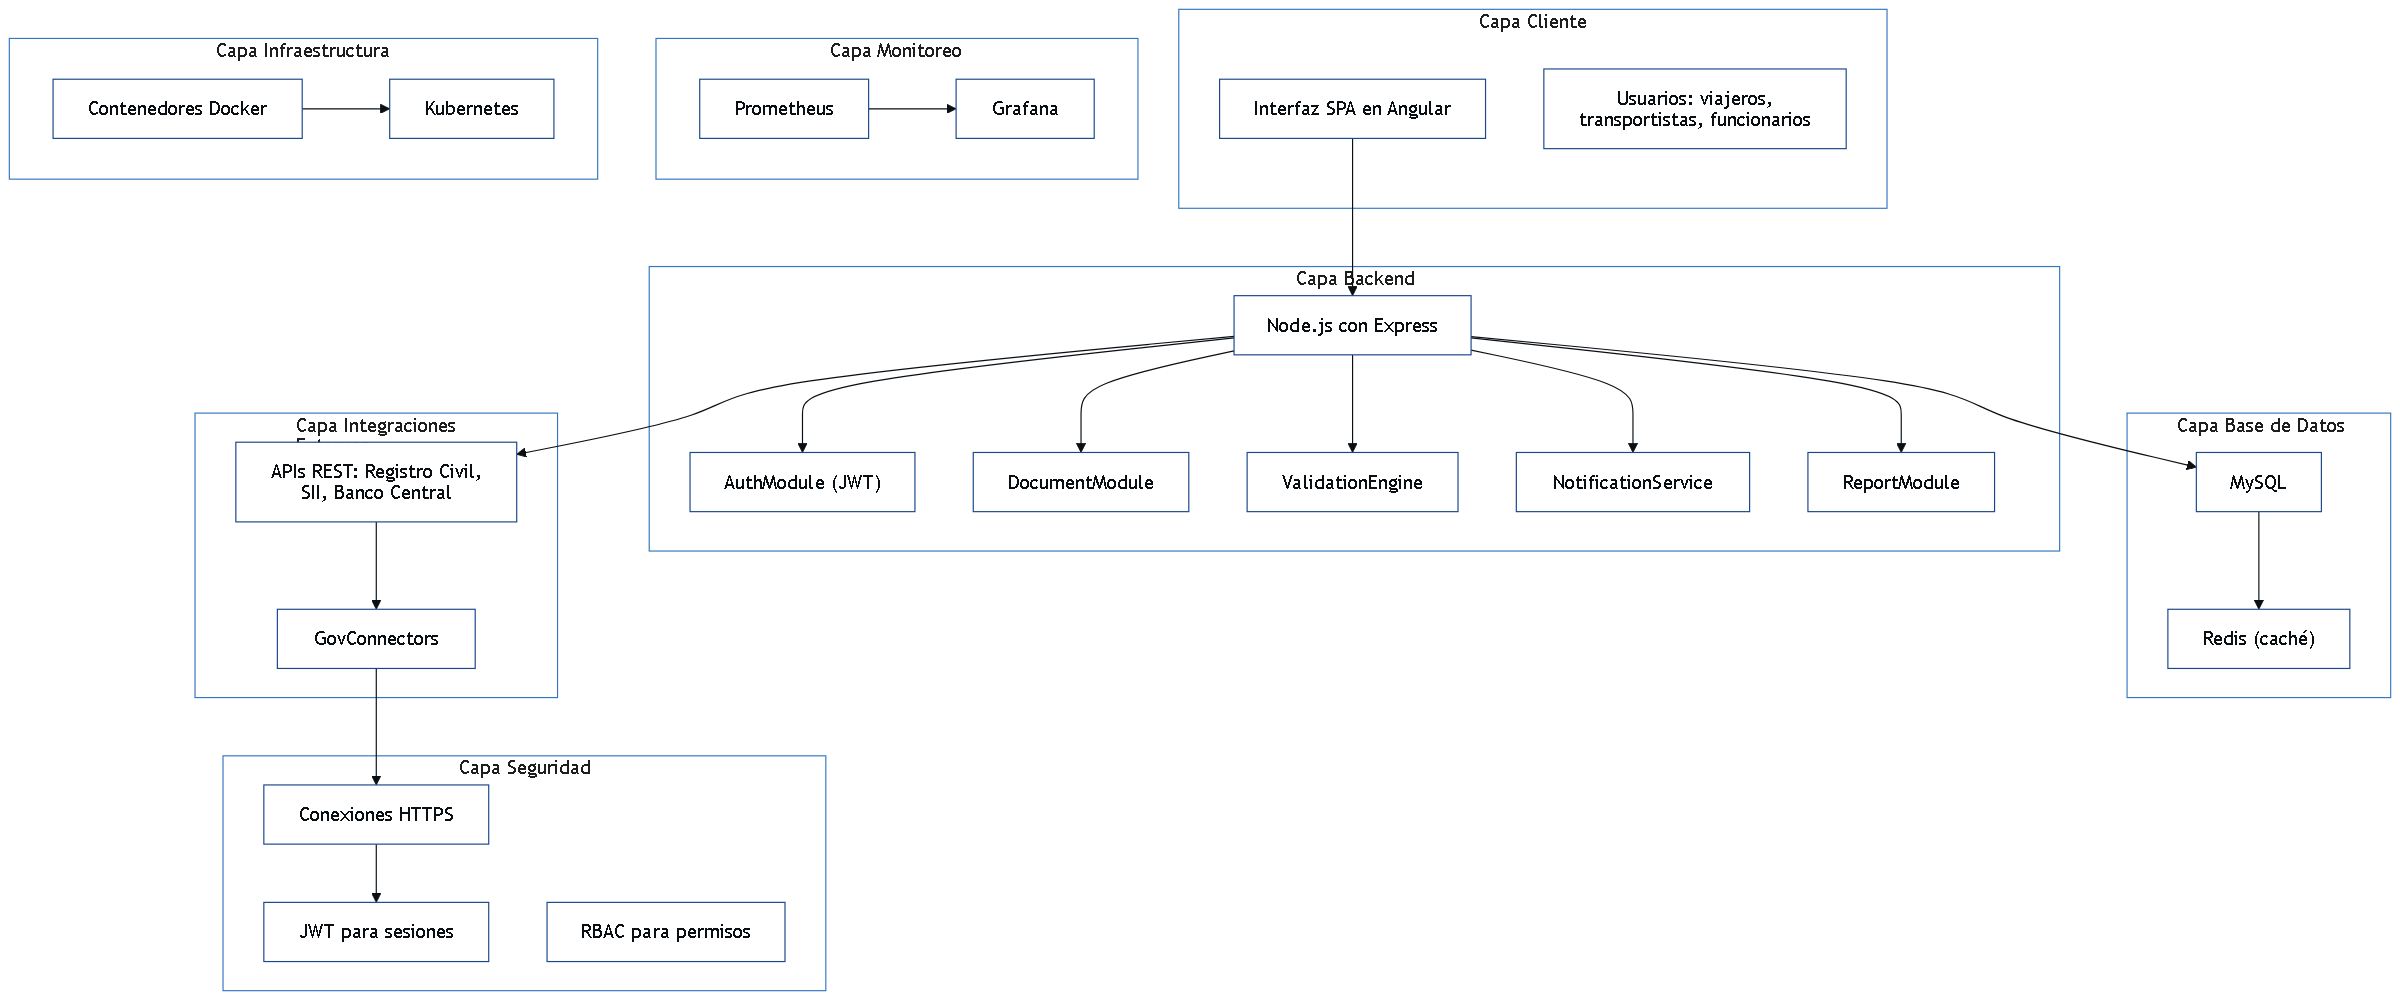 Capa Infraestructura
Contenedores Docker
Kubernetes
Capa Monitoreo
Prometheus
Grafana
Capa Cliente
Interfaz SPA en Angular
Usuarios: viajeros,
transportistas, funcionarios
Capa Backend
Node.js con Express
AuthModule (JWT)
DocumentModule
ValidationEngine
NotificationService
ReportModule
Capa Integraciones
APIs REST: Registro Civil,
SII, Banco Central
GovConnectors
Capa Base de Datos
MySQL
Redis (caché)
Capa Seguridad
Conexiones HTTPS
JWT para sesiones
RBAC para permisos